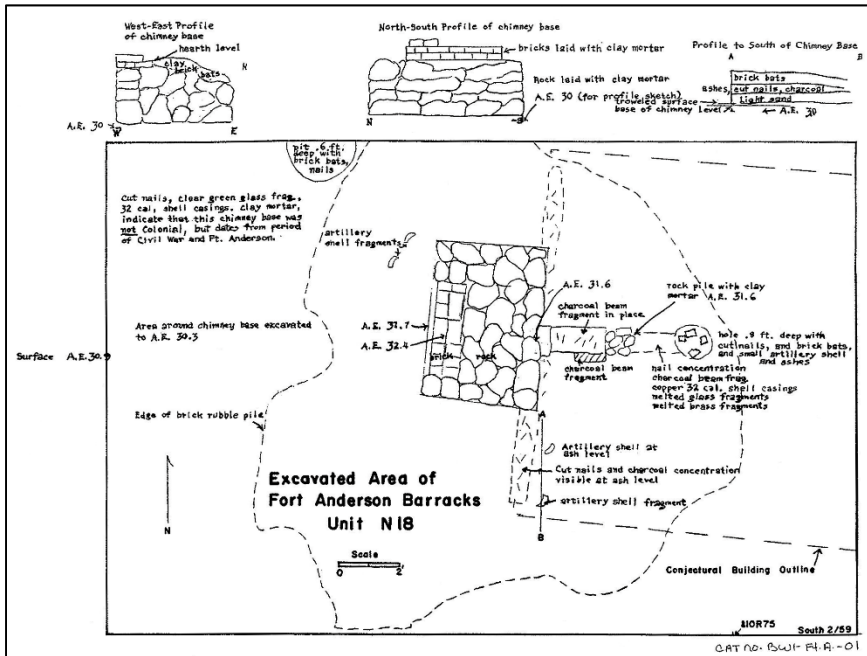 West-East Profile
of chimney base
hearth level
clay
brick
bats
R
A.E. 30
W
E
North-South Profile of chimney base
bricks laid with clay mortar
Rock laid with clay mortar
A.E. 30 (for profile sketch)
N
S
Profile to South of Chimney Base
A
B
brick bats
ashes, cut nails, charcoal
light sand
troweled surface
base of chimney level
A.E. 30
pit .6 ft.
deep with
brick bats,
nails
Cut nails, clear green glass frag.,
32 cal. shell casings. Clay mortar,
indicate that this chimney base was
not Colonial, but dates from period
of Civil War and Ft. Anderson.
artillery
shell fragments
A.E. 31.6
rock pile with clay
mortar A.E. 31.6
charcoal beam
fragment in place
Area around chimney base excavated
to A.E. 30.3
A.E. 31.7
A.E. 32.4
Surface A.E. 30.9
brick rock
charcoal beam
fragment
hole .9 ft. deep with
cut nails, and brick bats,
and small artillery shell
and ashes
nail concentration
charcoal beam frag.
copper 32 cal. shell casings
melted glass fragments
melted brass fragments
Edge of brick rubble pile
A
Artillery shell at
ash level
Cut nails and charcoal concentration
visible at ash level
artillery shell fragment
B
Excavated Area of
Fort Anderson Barracks
Unit N18
N
Scale
0 2'
Conjectural Building Outline
210R75
South 2/59
CAT NO. BW1-F4.A.-01